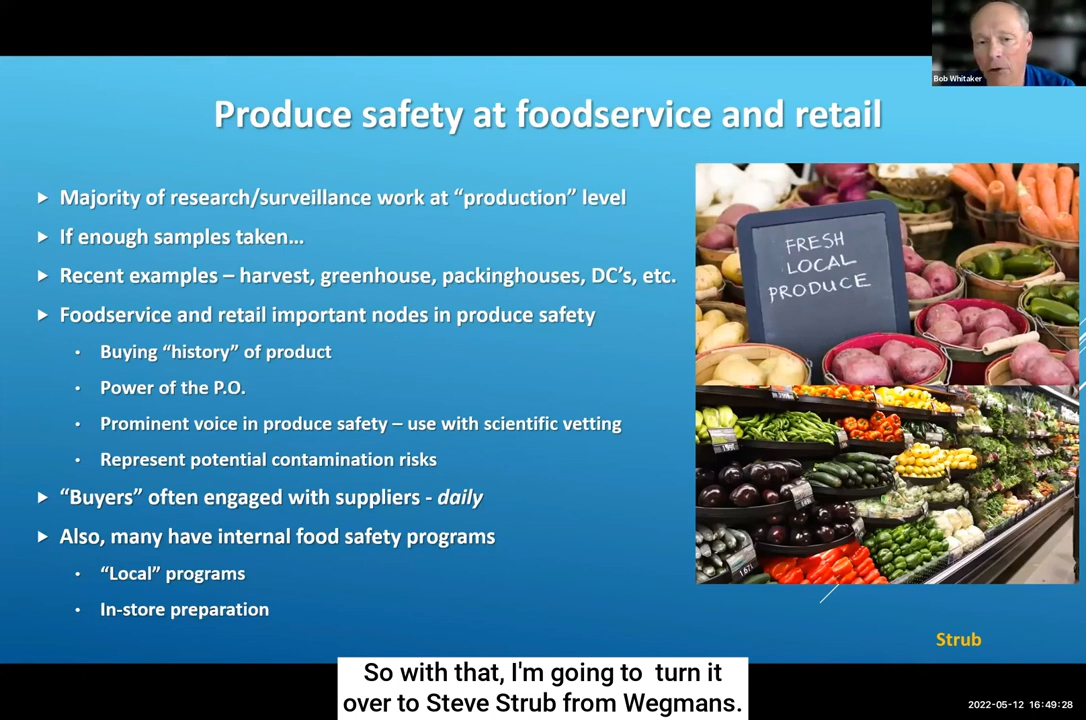 Bob Whitaker
Produce safety at foodservice and retail
Majority of research/surveillance work at “production” level
If enough samples taken…
Recent examples – harvest, greenhouse, packinghouses, DC’s, etc.
Foodservice and retail important nodes in produce safety
Buying “history” of product
Power of the P.O.
Prominent voice in produce safety – use with scientific vetting
Represent potential contamination risks
“Buyers” often engaged with suppliers - daily
Also, many have internal food safety programs
“Local” programs
In-store preparation
FRESH
LOCAL
PRODUCE
Strub
So with that, I'm going to  turn it
over to Steve Strub from Wegmans.
2022-05-12 16:49:28